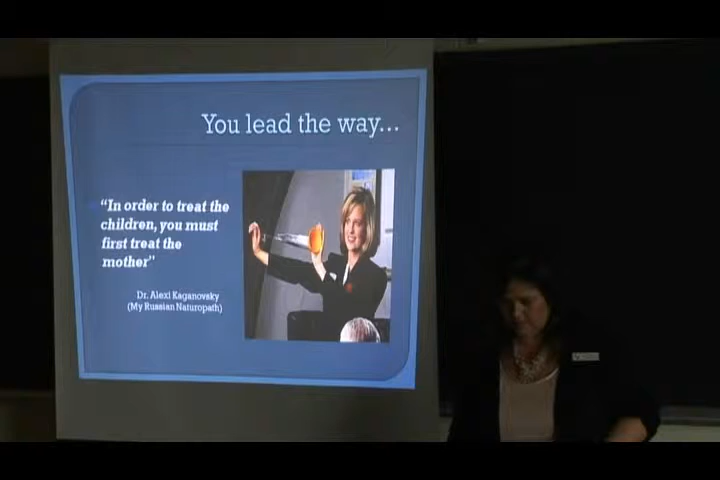 You lead the way...
"In order to treat the
children, you must
first treat the
mother"
Dr. Alexi Kaganovsky
(My Russian Naturopath)